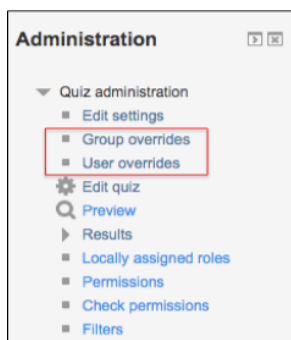 Administration
Quiz administration
Edit settings
Group overrides
User overrides
Edit quiz
Preview
Results
Locally assigned roles
Permissions
Check permissions
Filters